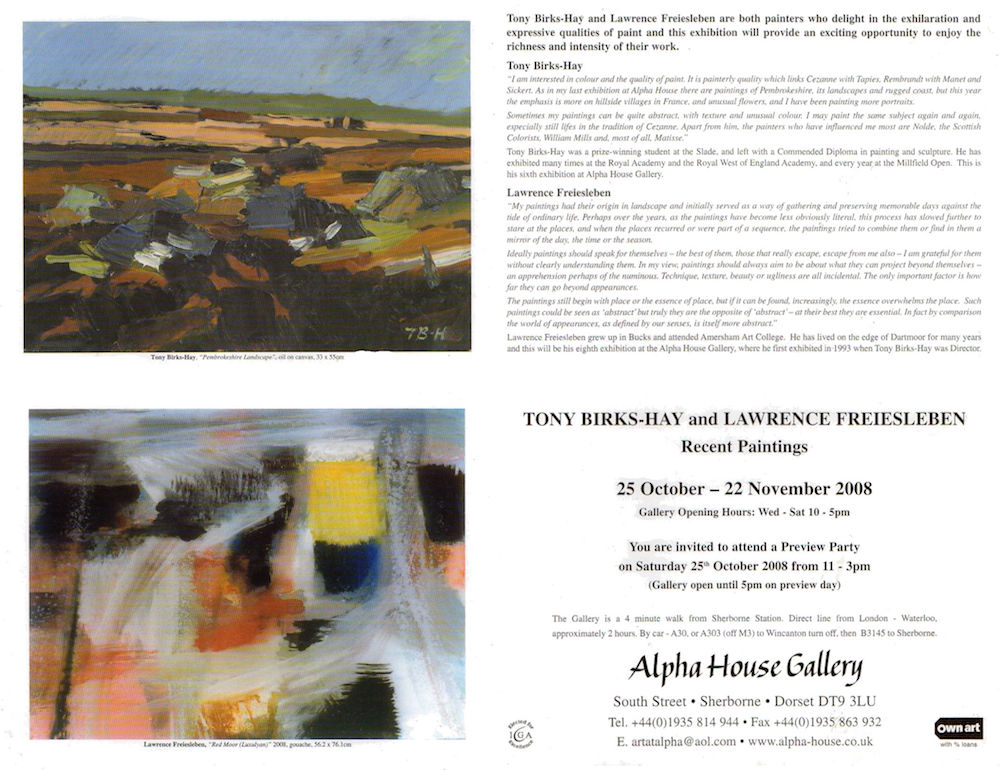 Tony Birks-Hay and Lawrence Freiesleben are both painters who delight in the exhilaration and
expressive qualities of paint and this exhibition will provide an exciting opportunity to enjoy the
richness and intensity of their work.
Tony Birks-Hay
"I am interested in colour and the quality of paint. It is painterly quality which links Cezanne with Tapies, Rembrandt with Manet and
Sickert. As in my last exhibition at Alpha House there are paintings of Pembrokeshire, its landscapes and rugged coast, but this year
the emphasis is more on hillside villages in France, and unusual flowers, and I have been painting more portraits.
Sometimes my paintings can be quite abstract, with texture and unusual colour. I may paint the same subject again and again,
especially still lifes in the tradition of Cezanne. Apart from him, the painters who have influenced me most are Nolde, the Scottish
Colorists, William Mills and, most of all, Matisse."
Tony Birks-Hay was a prize-winning student at the Slade, and left with a Commended Diploma in painting and sculpture. He has
exhibited many times at the Royal Academy and the Royal West of England Academy, and every year at the Millfield Open. This is
his sixth exhibition at Alpha House Gallery.
Lawrence Freiesleben
"My paintings had their origin in landscape and initially served as a way of gathering and preserving memorable days against the
tide of ordinary life. Perhaps over the years, as the paintings have become less obviously literal, this process has slowed further to
stare at the places, and when the places recurred or were part of a sequence, the paintings tried to combine them or find in them a
mirror of the day, the time or the season.
Ideally paintings should speak for themselves – the best of them, those that really escape, escape from me also – I am grateful for them
without clearly understanding them. In my view, paintings should always aim to be about what they can project beyond themselves –
an apprehension perhaps of the numinous. Technique, texture, beauty or ugliness are all incidental. The only important factor is how
far they can go beyond appearances.
The paintings still begin with place or the essence of place, but if it can be found, increasingly, the essence overwhelms the place. Such
paintings could be seen as 'abstract' but truly they are the opposite of 'abstract' – at their best they are essential. In fact by comparison
the world of appearances, as defined by our senses, is itself more abstract."
Lawrence Freiesleben grew up in Bucks and attended Amersham Art College. He has lived on the edge of Dartmoor for many years
and this will be his eighth exhibition at the Alpha House Gallery, where he first exhibited in 1993 when Tony Birks-Hay was Director.
TB-H
Tony Birks-Hay, "Pembrokeshire Landscape", oil on canvas, 33 x 55cm
TONY BIRKS-HAY and LAWRENCE FREIESLEBEN
Recent Paintings
25 October – 22 November 2008
Gallery Opening Hours: Wed - Sat 10 - 5pm
You are invited to attend a Preview Party
on Saturday 25th October 2008 from 11 - 3pm
(Gallery open until 5pm on preview day)
The Gallery is a 4 minute walk from Sherborne Station. Direct line from London - Waterloo,
approximately 2 hours. By car - A30, or A303 (off M3) to Wincanton turn off, then B3145 to Sherborne.
Alpha House Gallery
South Street • Sherborne • Dorset DT9 3LU
Tel. +44(0)1935 814 944 • Fax +44(0)1935 863 932
E. artatalpha@aol.com • www.alpha-house.co.uk
Lawrence Freiesleben, "Red Moor (Luxulyan)" 2008, gouache, 56.2 x 76.1cm
Selected for
IGA
Excellence
own art
with % loans